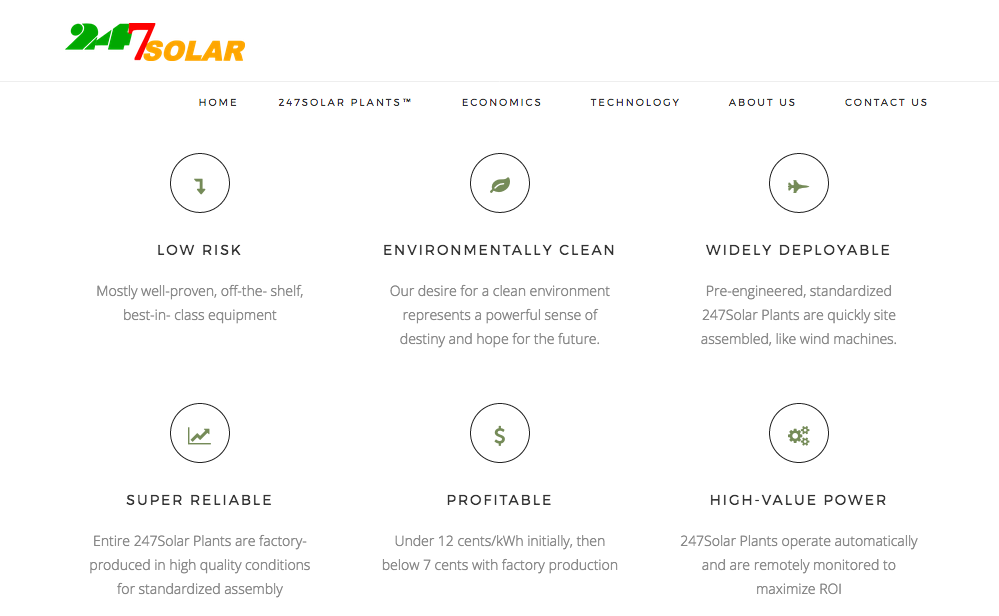 247SOLAR
HOME 247SOLAR PLANTS™ ECONOMICS TECHNOLOGY ABOUT US CONTACT US
LOW RISK
Mostly well-proven, off-the- shelf,
best-in- class equipment
ENVIRONMENTALLY CLEAN
Our desire for a clean environment
represents a powerful sense of
destiny and hope for the future.
WIDELY DEPLOYABLE
Pre-engineered, standardized
247Solar Plants are quickly site
assembled, like wind machines.
SUPER RELIABLE
Entire 247Solar Plants are factory-
produced in high quality conditions
for standardized assembly
$
PROFITABLE
Under 12 cents/kWh initially, then
below 7 cents with factory production
HIGH-VALUE POWER
247Solar Plants operate automatically
and are remotely monitored to
maximize ROI